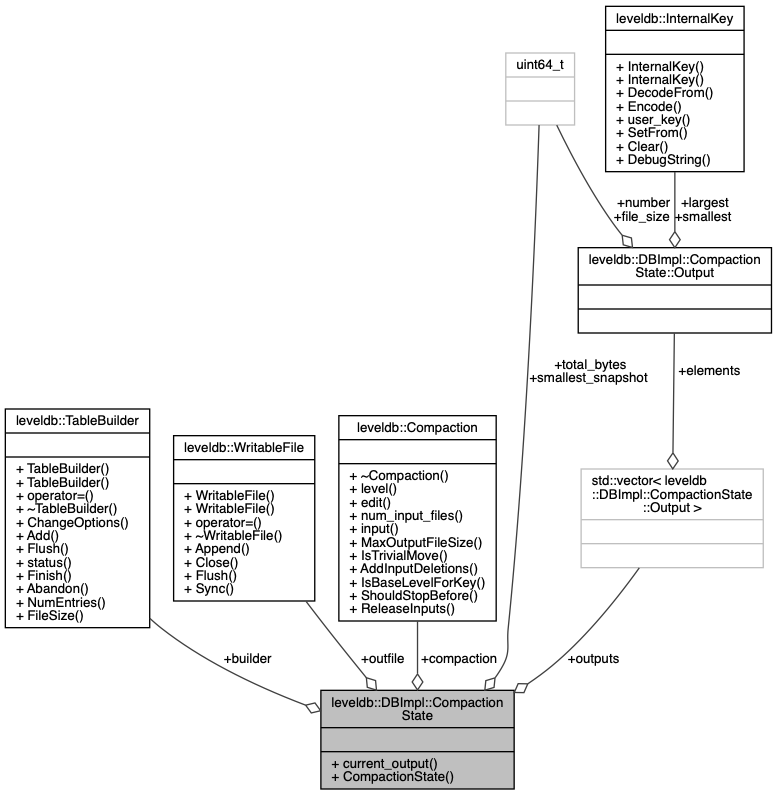 leveldb::InternalKey
+ InternalKey()
+ InternalKey()
+ DecodeFrom()
+ Encode()
+ user_key()
+ SetFrom()
+ Clear()
+ DebugString()
uint64_t
+number
+file_size
+largest
+smallest
leveldb::DBImpl::Compaction
State::Output
+total_bytes
+smallest_snapshot
+elements
leveldb::TableBuilder
+ TableBuilder()
+ TableBuilder()
+ operator=()
+ ~TableBuilder()
+ ChangeOptions()
+ Add()
+ Flush()
+ status()
+ Finish()
+ Abandon()
+ NumEntries()
+ FileSize()
leveldb::WritableFile
+ WritableFile()
+ WritableFile()
+ operator=()
+ ~WritableFile()
+ Append()
+ Close()
+ Flush()
+ Sync()
leveldb::Compaction
+ ~Compaction()
+ level()
+ edit()
+ num_input_files()
+ input()
+ MaxOutputFileSize()
+ IsTrivialMove()
+ AddInputDeletions()
+ IsBaseLevelForKey()
+ ShouldStopBefore()
+ ReleaseInputs()
std::vector< leveldb
::DBImpl::CompactionState
::Output >
+builder
+outfile
+compaction
+outputs
leveldb::DBImpl::Compaction
State
+ current_output()
+ CompactionState()